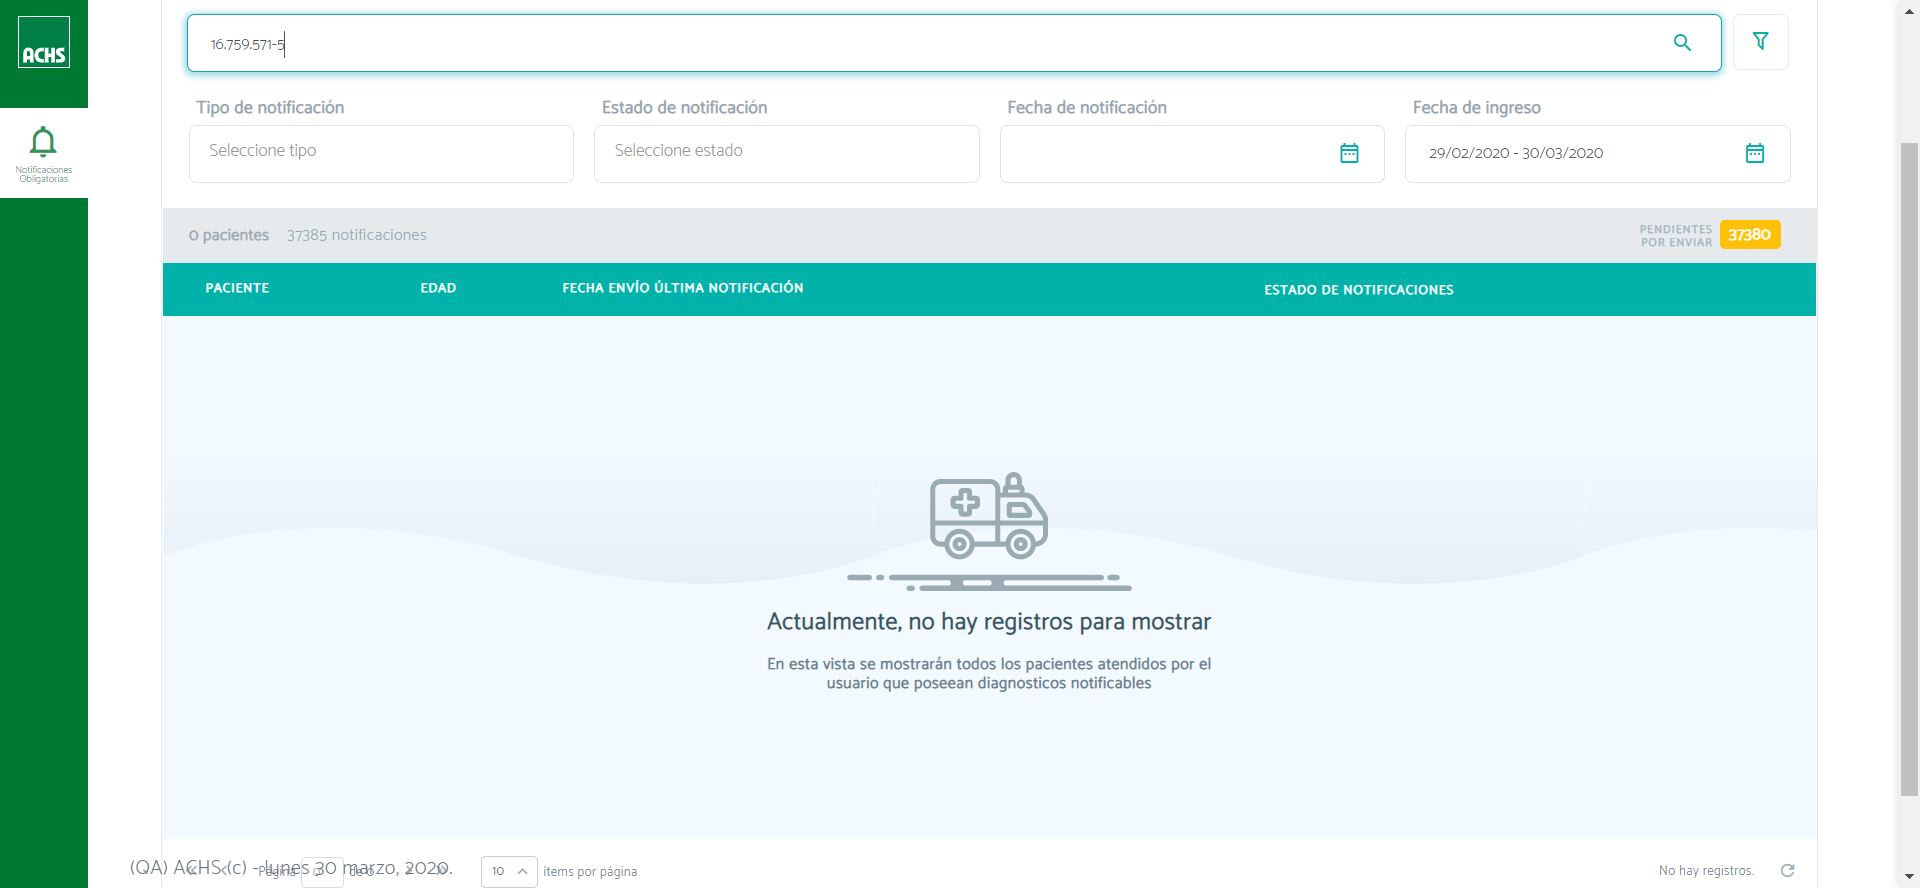 ACHS
Notificaciones
Obligatorias
16.759.571-5
Tipo de notificación
Estado de notificación
Fecha de notificación
Fecha de ingreso
Seleccione tipo
Seleccione estado
29/02/2020 - 30/03/2020
0 pacientes 37385 notificaciones
PENDIENTES
POR ENVIAR
37380
PACIENTE EDAD FECHA ENVÍO ÚLTIMA NOTIFICACIÓN ESTADO DE NOTIFICACIONES
Actualmente, no hay registros para mostrar
En esta vista se mostrarán todos los pacientes atendidos por el
usuario que poseean diagnosticos notificables
(QA) ACHS (c) - lunes 30 marzo, 2020.
Página 0 de 0
10 ítems por página
No hay registros.